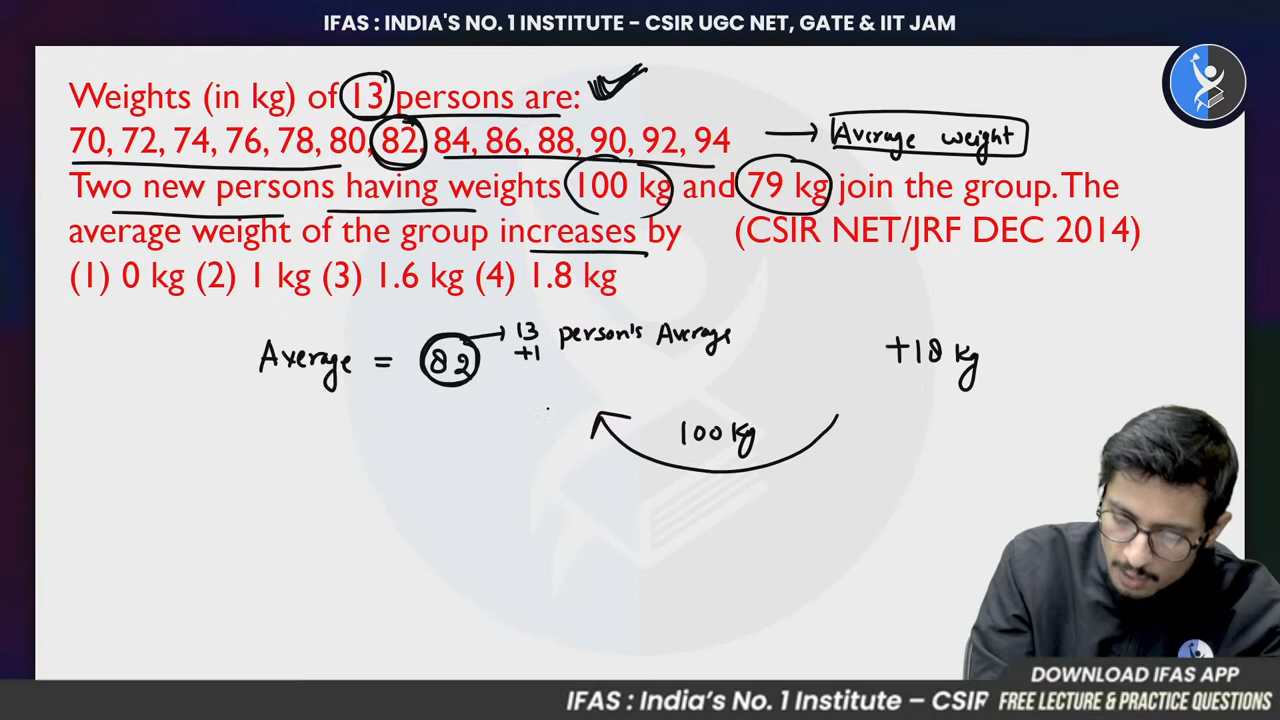 IFAS : INDIA'S NO. 1 INSTITUTE – CSIR UGC NET, GATE & IIT JAM
Weights (in kg) of 13 persons are:
70, 72, 74, 76, 78, 80, 82, 84, 86, 88, 90, 92, 94 → Average weight
Two new persons having weights 100 kg and 79 kg join the group. The
average weight of the group increases by (CSIR NET/JRF DEC 2014)
(1) 0 kg (2) 1 kg (3) 1.6 kg (4) 1.8 kg
Average = 82 → 13 person's Average
+1
+18 kg
100 Kg
DOWNLOAD IFAS APP
IFAS : India's No. 1 Institute – CSIR
FREE LECTURE & PRACTICE QUESTIONS